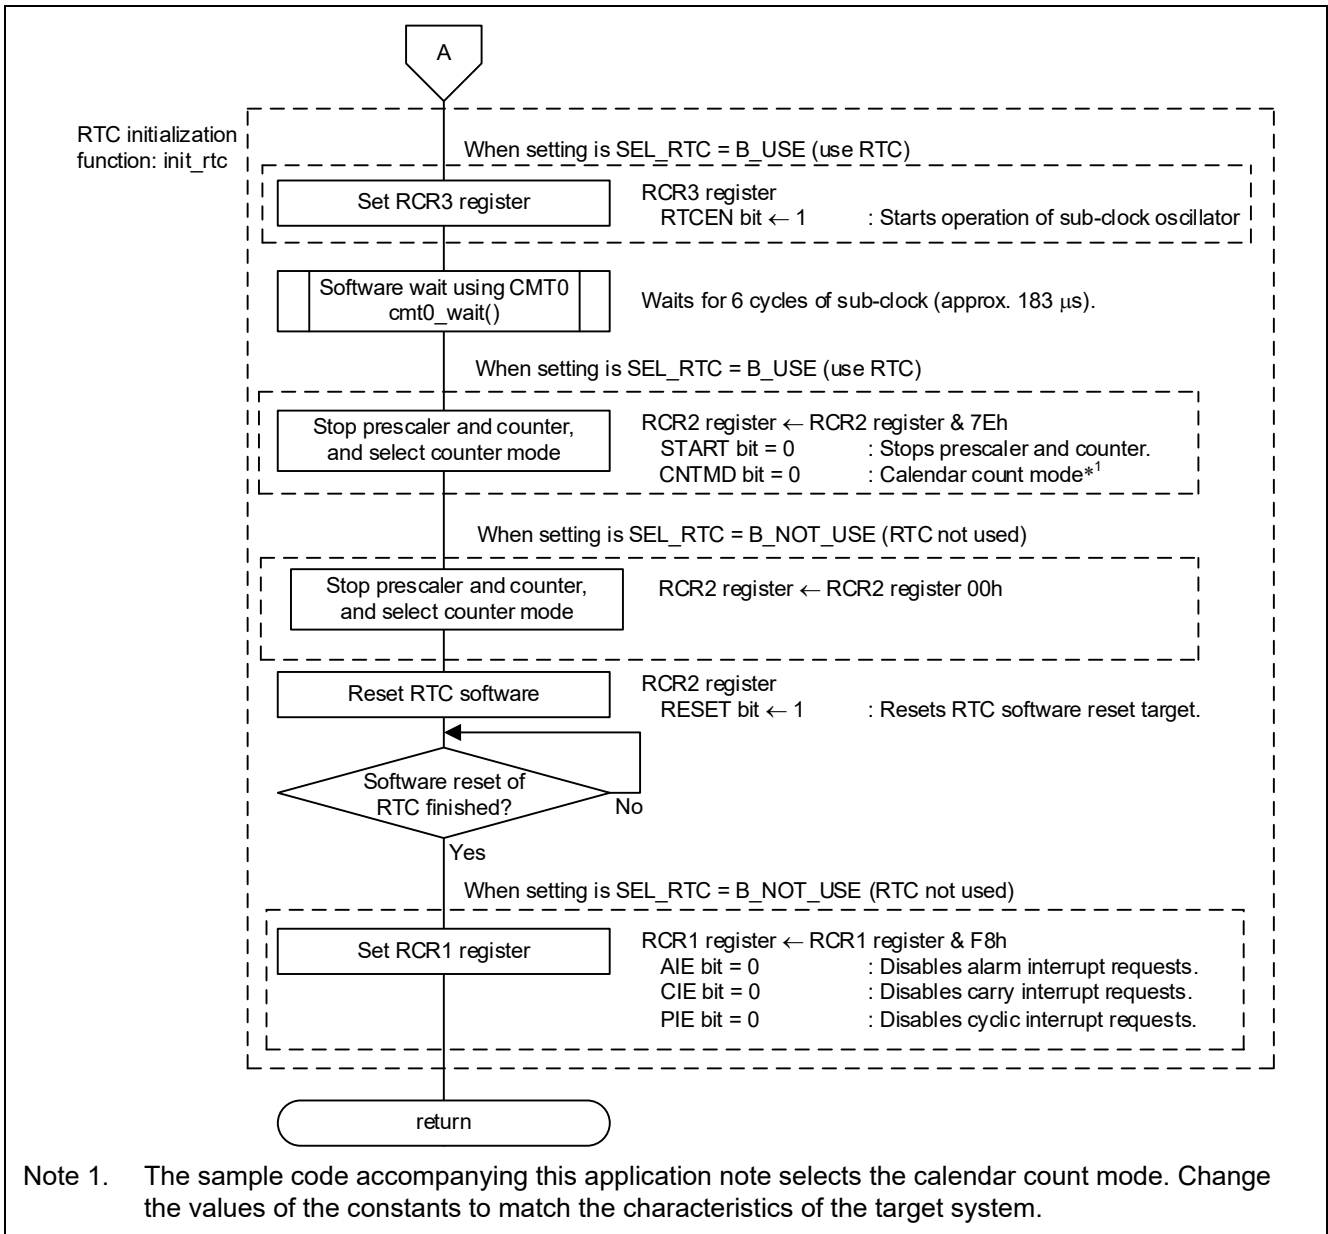 A
RTC initialization
function: init_rtc
When setting is SEL_RTC = B_USE (use RTC)
Set RCR3 register
RCR3 register
RTCEN bit ← 1 : Starts operation of sub-clock oscillator
Software wait using CMT0
cmt0_wait()
Waits for 6 cycles of sub-clock (approx. 183 μs).
When setting is SEL_RTC = B_USE (use RTC)
Stop prescaler and counter,
and select counter mode
RCR2 register ← RCR2 register & 7Eh
START bit = 0 : Stops prescaler and counter.
CNTMD bit = 0 : Calendar count mode*1
When setting is SEL_RTC = B_NOT_USE (RTC not used)
Stop prescaler and counter,
and select counter mode
RCR2 register ← RCR2 register 00h
Reset RTC software
RCR2 register
RESET bit ← 1 : Resets RTC software reset target.
Software reset of
RTC finished?
No
Yes
When setting is SEL_RTC = B_NOT_USE (RTC not used)
Set RCR1 register
RCR1 register ← RCR1 register & F8h
AIE bit = 0 : Disables alarm interrupt requests.
CIE bit = 0 : Disables carry interrupt requests.
PIE bit = 0 : Disables cyclic interrupt requests.
return
Note 1. The sample code accompanying this application note selects the calendar count mode. Change
the values of the constants to match the characteristics of the target system.